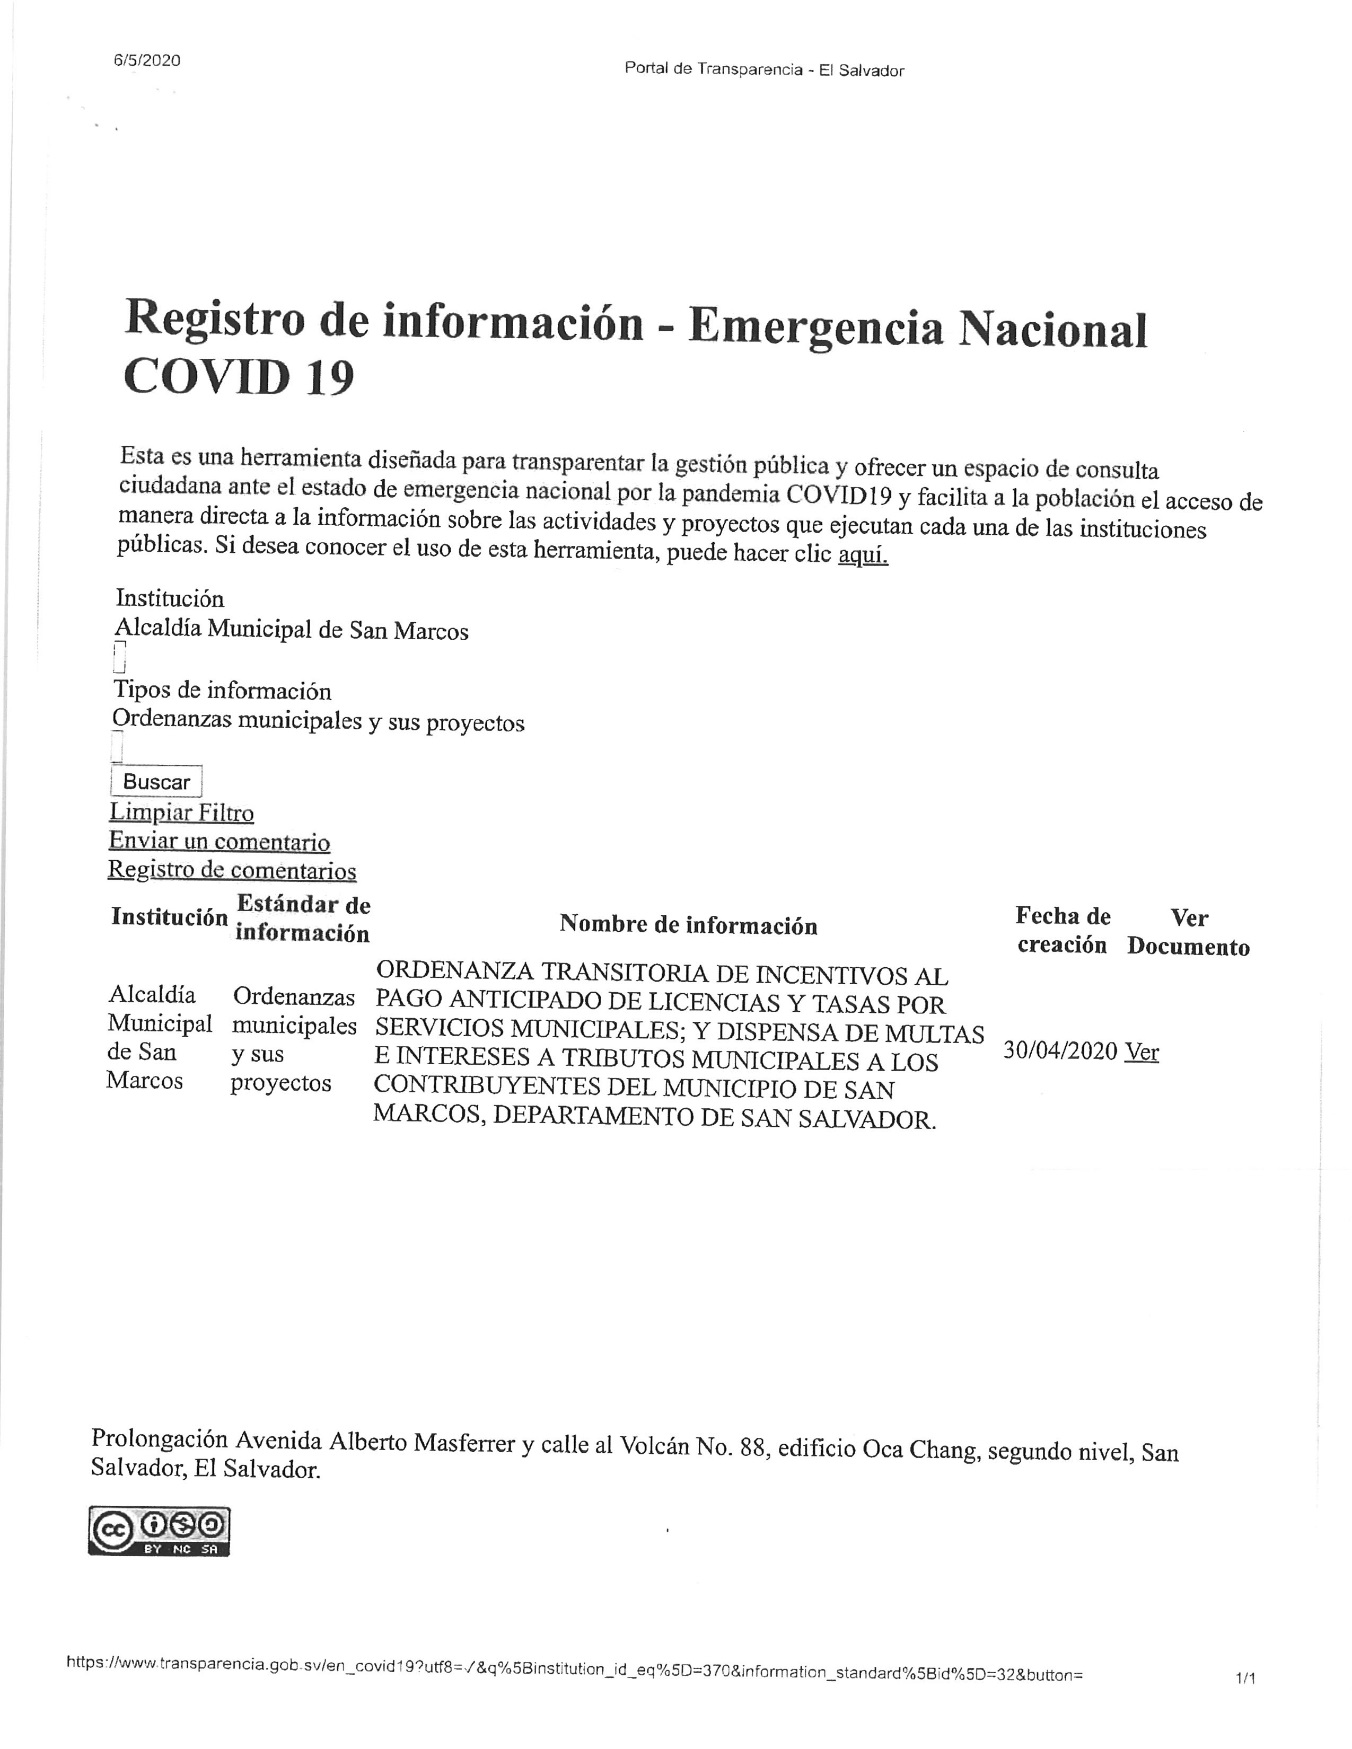 6/5/2020
Portal de Transparencia - El Salvador
Registro de información - Emergencia Nacional
COVID 19
Esta es una herramienta diseñada para transparentar la gestión pública y ofrecer un espacio de consulta
ciudadana ante el estado de emergencia nacional por la pandemia COVID19 y facilita a la población el acceso de
manera directa a la información sobre las actividades y proyectos que ejecutan cada una de las instituciones
públicas. Si desea conocer el uso de esta herramienta, puede hacer clic aquí.
Institución
Alcaldía Municipal de San Marcos
Tipos de información
Ordenanzas municipales y sus proyectos
Buscar
Limpiar Filtro
Enviar un comentario
Registro de comentarios
Institución
Estándar de
información
Nombre de información
Fecha de
creación
Ver
Documento
Alcaldía
Municipal
de San
Marcos
Ordenanzas
municipales
y sus
proyectos
ORDENANZA TRANSITORIA DE INCENTIVOS AL
PAGO ANTICIPADO DE LICENCIAS Y TASAS POR
SERVICIOS MUNICIPALES; Y DISPENSA DE MULTAS
E INTERESES A TRIBUTOS MUNICIPALES A LOS
CONTRIBUYENTES DEL MUNICIPIO DE SAN
MARCOS, DEPARTAMENTO DE SAN SALVADOR.
30/04/2020 Ver
Prolongación Avenida Alberto Masferrer y calle al Volcán No. 88, edificio Oca Chang, segundo nivel, San
Salvador, El Salvador.
cc
BY NC SA
https://www.transparencia.gob.sv/en_covid19?utf8=✓&q%5Binstitution_id_eq%5D=370&information_standard%5Bid%5D=32&button=
1/1